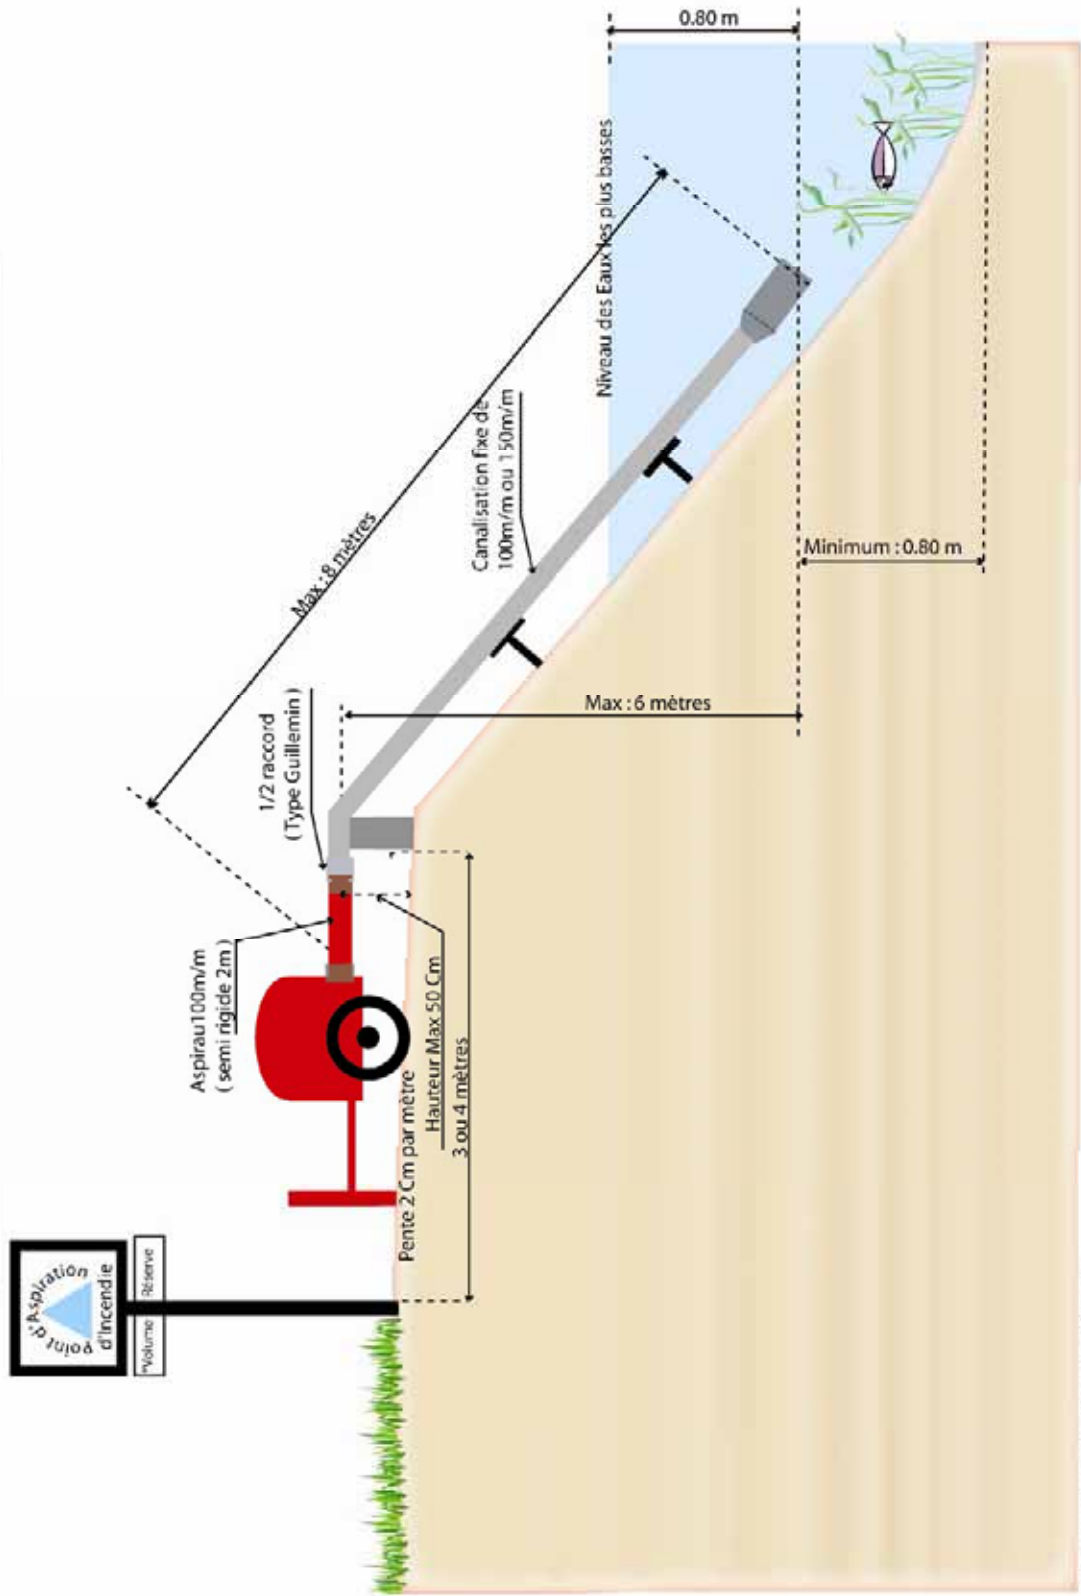 point d'Aspiration
d'Incendie
*Volume Réserve
Aspirau100m/m
( semi rigide 2m )
1/2 raccord
( Type Guillemin )
Max : 8 mètres
Canalisation fixe de
100m/m ou 150m/m
Niveau des Eaux les plus basses
0.80 m
Pente 2 Cm par mètre
Hauteur Max 50 Cm
3 ou 4 mètres
Max : 6 mètres
Minimum : 0.80 m